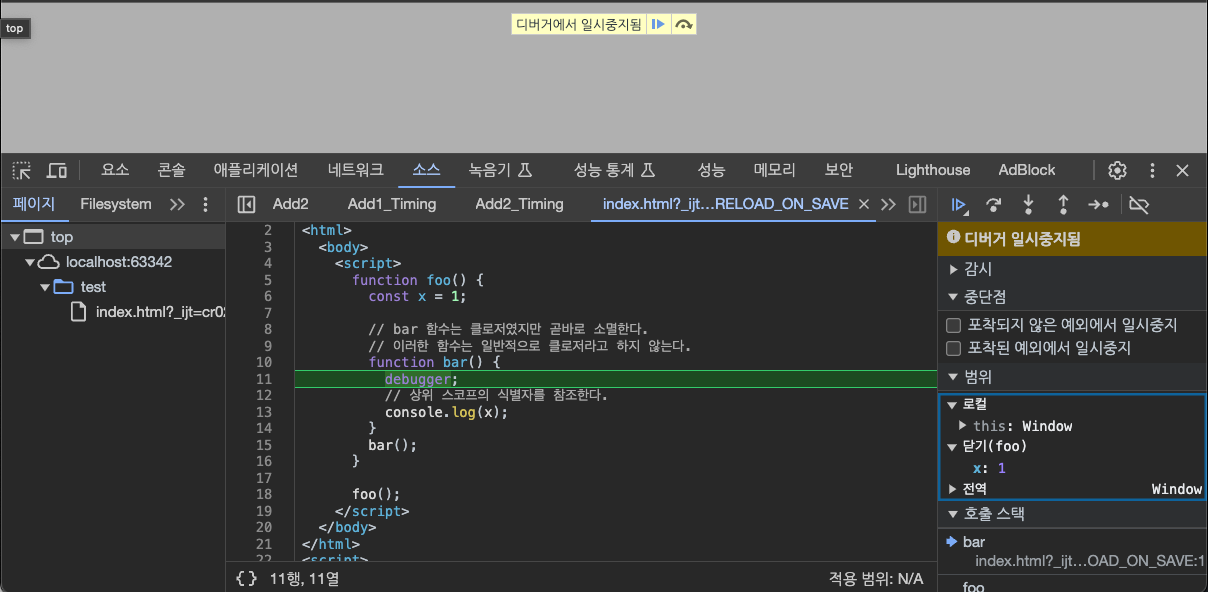 top
디버거에서 일시중지됨
요소 콘솔 애플리케이션 네트워크 소스 녹음기 성능 통계 성능 메모리 보안 Lighthouse AdBlock
페이지 Filesystem
Add2 Add1_Timing Add2_Timing index.html?_ijt…RELOAD_ON_SAVE
top
localhost:63342
test
index.html?_ijt=cr02
2 <html>
3 <body>
4 <script>
5 function foo() {
6 const x = 1;
7
8 // bar 함수는 클로저였지만 곧바로 소멸한다.
9 // 이러한 함수는 일반적으로 클로저라고 하지 않는다.
10 function bar() {
11 debugger;
12 // 상위 스코프의 식별자를 참조한다.
13 console.log(x);
14 }
15 bar();
16 }
17
18 foo();
19 </script>
20 </body>
21 </html>
22 <script>
{} 11행, 11열 적용 범위: N/A
디버거 일시중지됨
감시
중단점
포착되지 않은 예외에서 일시중지
포착된 예외에서 일시중지
범위
로컬
this: Window
닫기(foo)
x: 1
전역 Window
호출 스택
bar
index.html?_ijt…OAD_ON_SAVE:1
foo